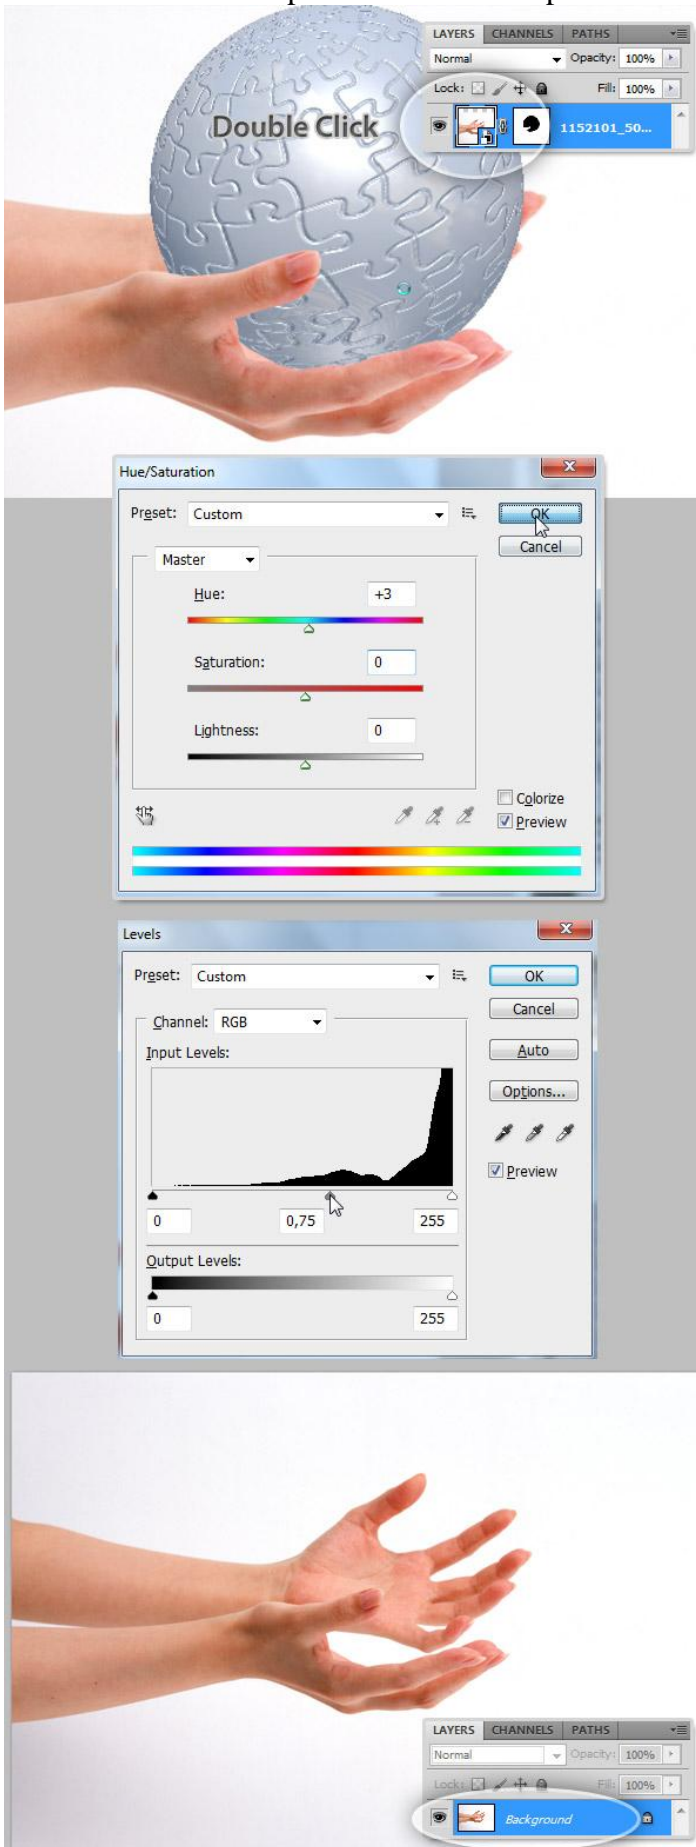 LAYERS CHANNELS PATHS
Normal Opacity: 100%
Lock: Fill: 100%
Double Click
1152101_50...
Hue/Saturation
Preset: Custom OK
Cancel
Master
Hue: +3
Saturation: 0
Lightness: 0
Colorize
Preview
Levels
Preset: Custom OK
Channel: RGB Cancel
Input Levels: Auto
Options...
Preview
0 0,75 255
Output Levels:
0 255
LAYERS CHANNELS PATHS
Normal Opacity: 100%
Lock: Fill: 100%
Background